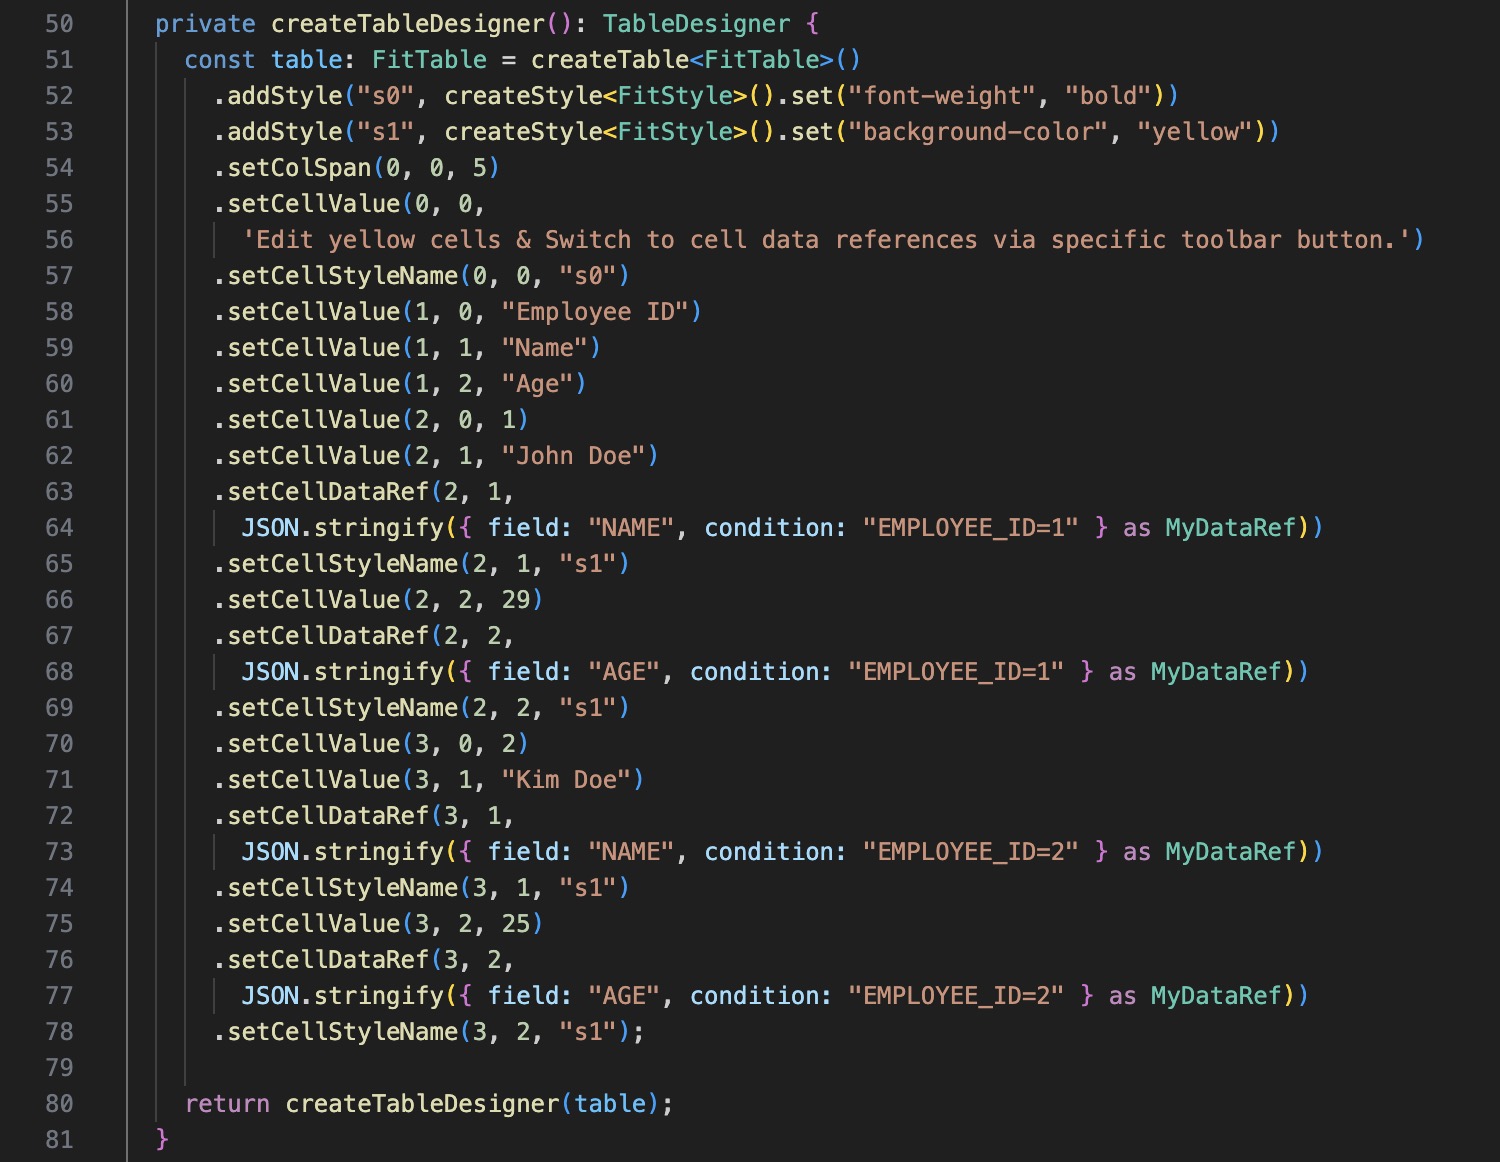 50 private createTableDesigner(): TableDesigner {
51 const table: FitTable = createTable<FitTable>()
52 .addStyle("s0", createStyle<FitStyle>().set("font-weight", "bold"))
53 .addStyle("s1", createStyle<FitStyle>().set("background-color", "yellow"))
54 .setColSpan(0, 0, 5)
55 .setCellValue(0, 0,
56 'Edit yellow cells & Switch to cell data references via specific toolbar button.')
57 .setCellStyleName(0, 0, "s0")
58 .setCellValue(1, 0, "Employee ID")
59 .setCellValue(1, 1, "Name")
60 .setCellValue(1, 2, "Age")
61 .setCellValue(2, 0, 1)
62 .setCellValue(2, 1, "John Doe")
63 .setCellDataRef(2, 1,
64 JSON.stringify({ field: "NAME", condition: "EMPLOYEE_ID=1" } as MyDataRef))
65 .setCellStyleName(2, 1, "s1")
66 .setCellValue(2, 2, 29)
67 .setCellDataRef(2, 2,
68 JSON.stringify({ field: "AGE", condition: "EMPLOYEE_ID=1" } as MyDataRef))
69 .setCellStyleName(2, 2, "s1")
70 .setCellValue(3, 0, 2)
71 .setCellValue(3, 1, "Kim Doe")
72 .setCellDataRef(3, 1,
73 JSON.stringify({ field: "NAME", condition: "EMPLOYEE_ID=2" } as MyDataRef))
74 .setCellStyleName(3, 1, "s1")
75 .setCellValue(3, 2, 25)
76 .setCellDataRef(3, 2,
77 JSON.stringify({ field: "AGE", condition: "EMPLOYEE_ID=2" } as MyDataRef))
78 .setCellStyleName(3, 2, "s1");
79
80 return createTableDesigner(table);
81 }